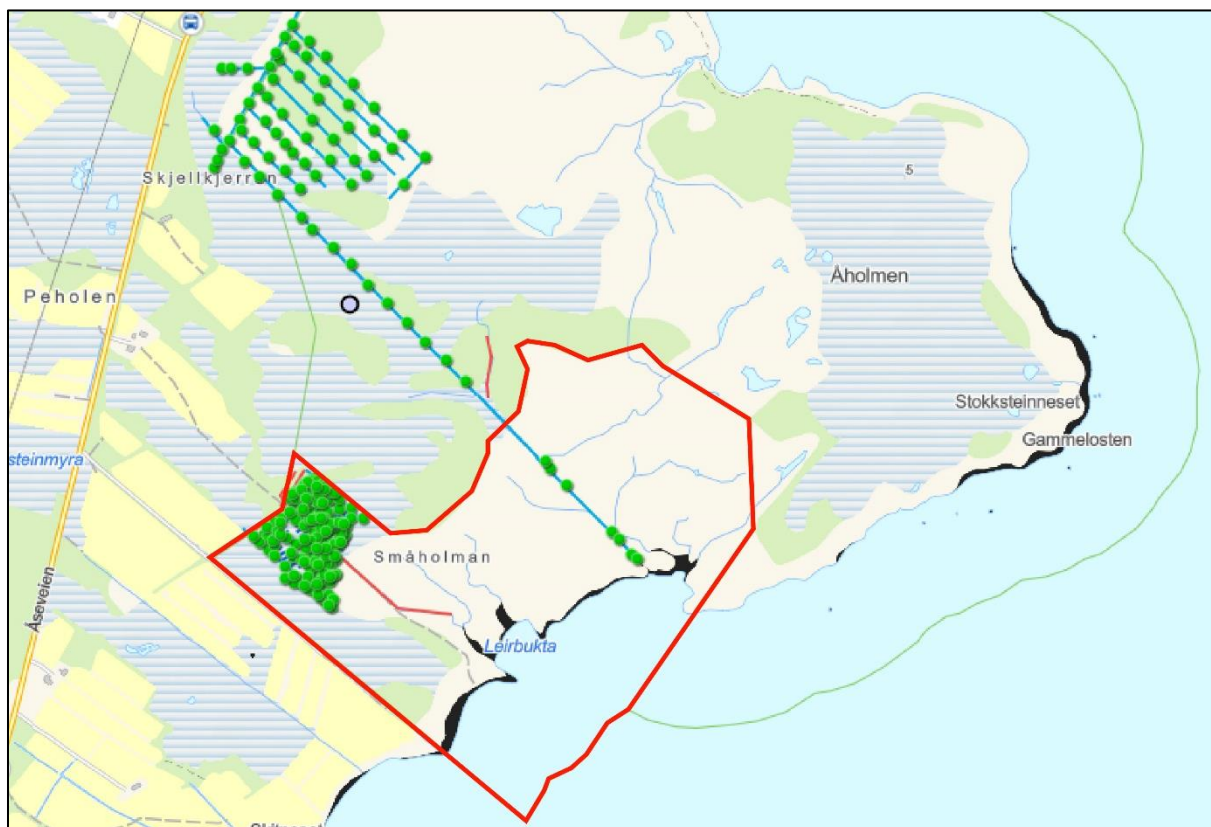 Skjellkjerran
5
Åholmen
Peholen
Stokksteinneset
Gammelosten
steinmyra
Småholman
Åseveien
Leirbukta